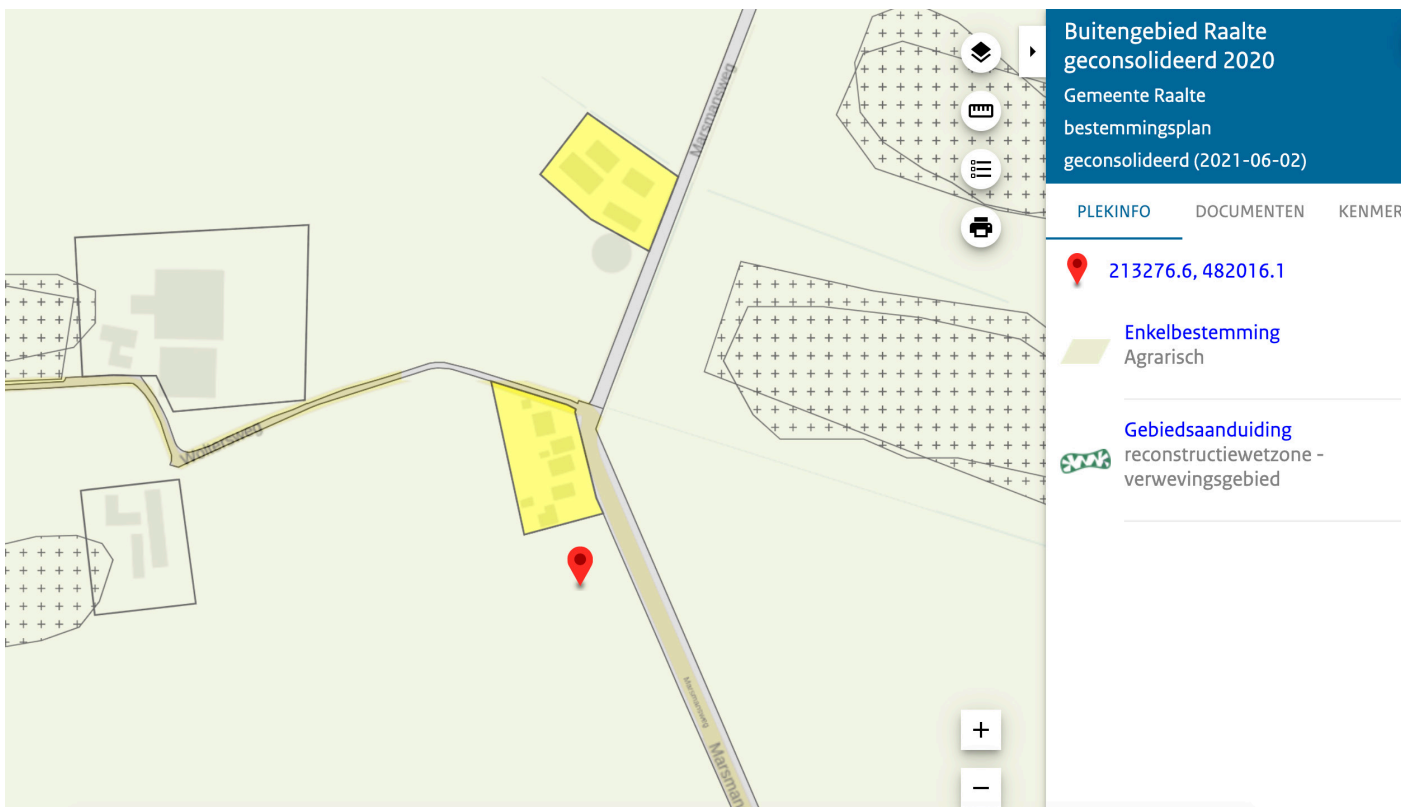 Buitengebied Raalte
geconsolideerd 2020
Gemeente Raalte
bestemmingsplan
geconsolideerd (2021-06-02)
PLEKINFO DOCUMENTEN KENMER
213276.6, 482016.1
Enkelbestemming
Agrarisch
Gebiedsaanduiding
reconstructiewetzone -
verwevingsgebied
Marsmansweg
Woltersweg
Marsmansweg
Marsman